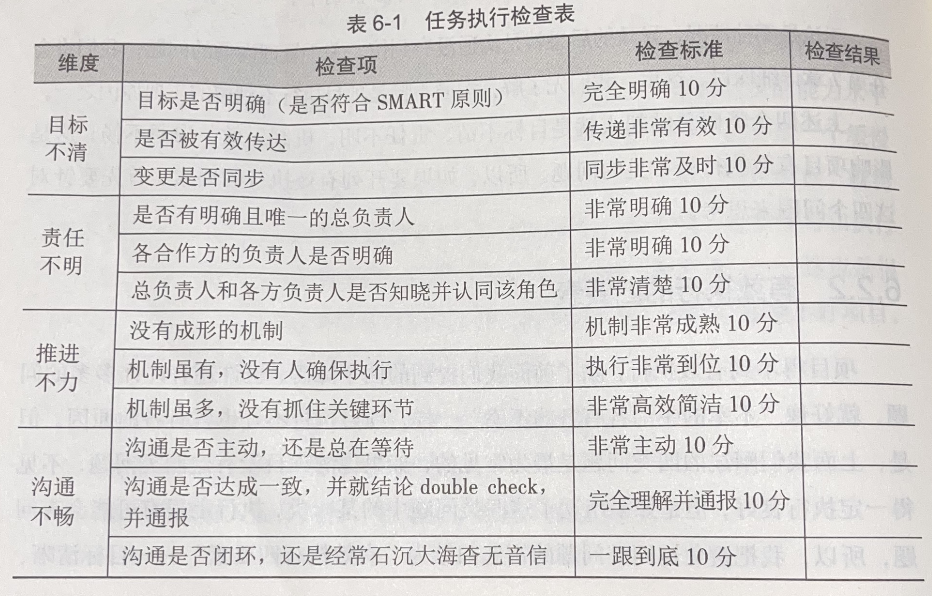 表 6-1 任务执行检查表
维度 检查项 检查标准 检查结果
目标不清 目标是否明确（是否符合 SMART 原则） 完全明确 10 分
是否被有效传达 传递非常有效 10 分
变更是否同步 同步非常及时 10 分
责任不明 是否有明确且唯一的总负责人 非常明确 10 分
各合作方的负责人是否明确 非常明确 10 分
总负责人和各方负责人是否知晓并认同该角色 非常清楚 10 分
推进不力 没有成形的机制 机制非常成熟 10 分
机制虽有，没有人确保执行 执行非常到位 10 分
机制虽多，没有抓住关键环节 非常高效简洁 10 分
沟通不畅 沟通是否主动，还是总在等待 非常主动 10 分
沟通是否达成一致，并就结论 double check，
并通报 完全理解并通报 10 分
沟通是否闭环，还是经常石沉大海杳无音信 一跟到底 10 分